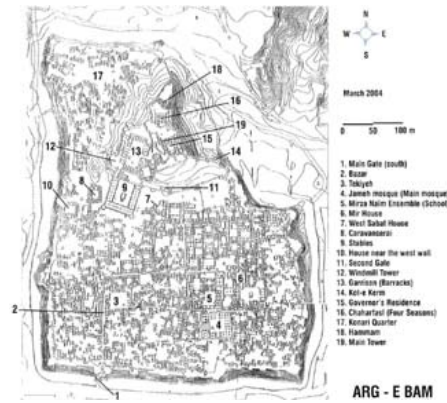 N
W E
S
March 2004
0 50 100 m
1. Main Gate (south)
2. Bazar
3. Tekiyeh
4. Jameh mosque (Main mosque)
5. Mirza Naim Ensemble (School)
6. Mir House
7. West Sabat House
8. Caravanserai
9. Stables
10. House near the west wall
11. Second Gate
12. Windmill Tower
13. Garrison (Barracks)
14. Kot-e Kerm
15. Governor's Residence
16. Chaharfasl (Four Seasons)
17. Konari Quarter
18. Hammam
19. Main Tower
ARG - E BAM
17
18
16
19
15
14
12
13
10
8
9
11
7
6
2
3
5
4
1